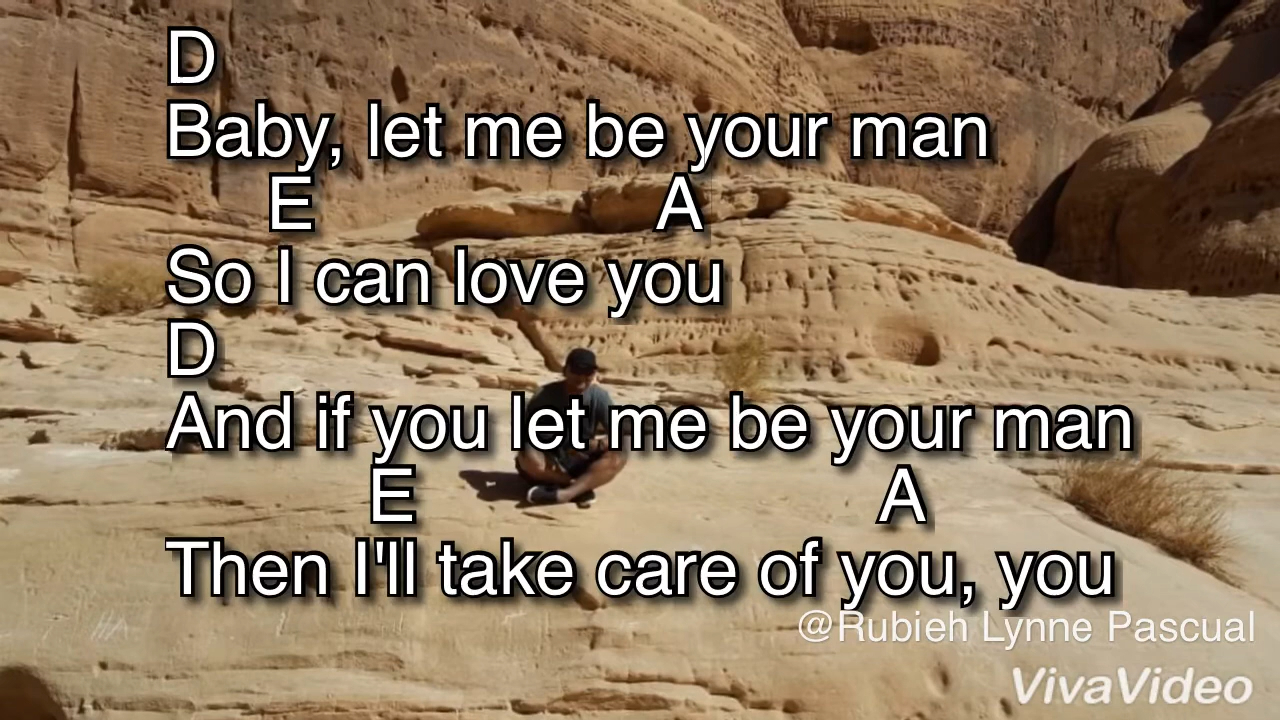 D
Baby, let me be your man
E A
So I can love you
D
And if you let me be your man
E A
Then I'll take care of you, you
@Rubieh Lynne Pascual
VivaVideo